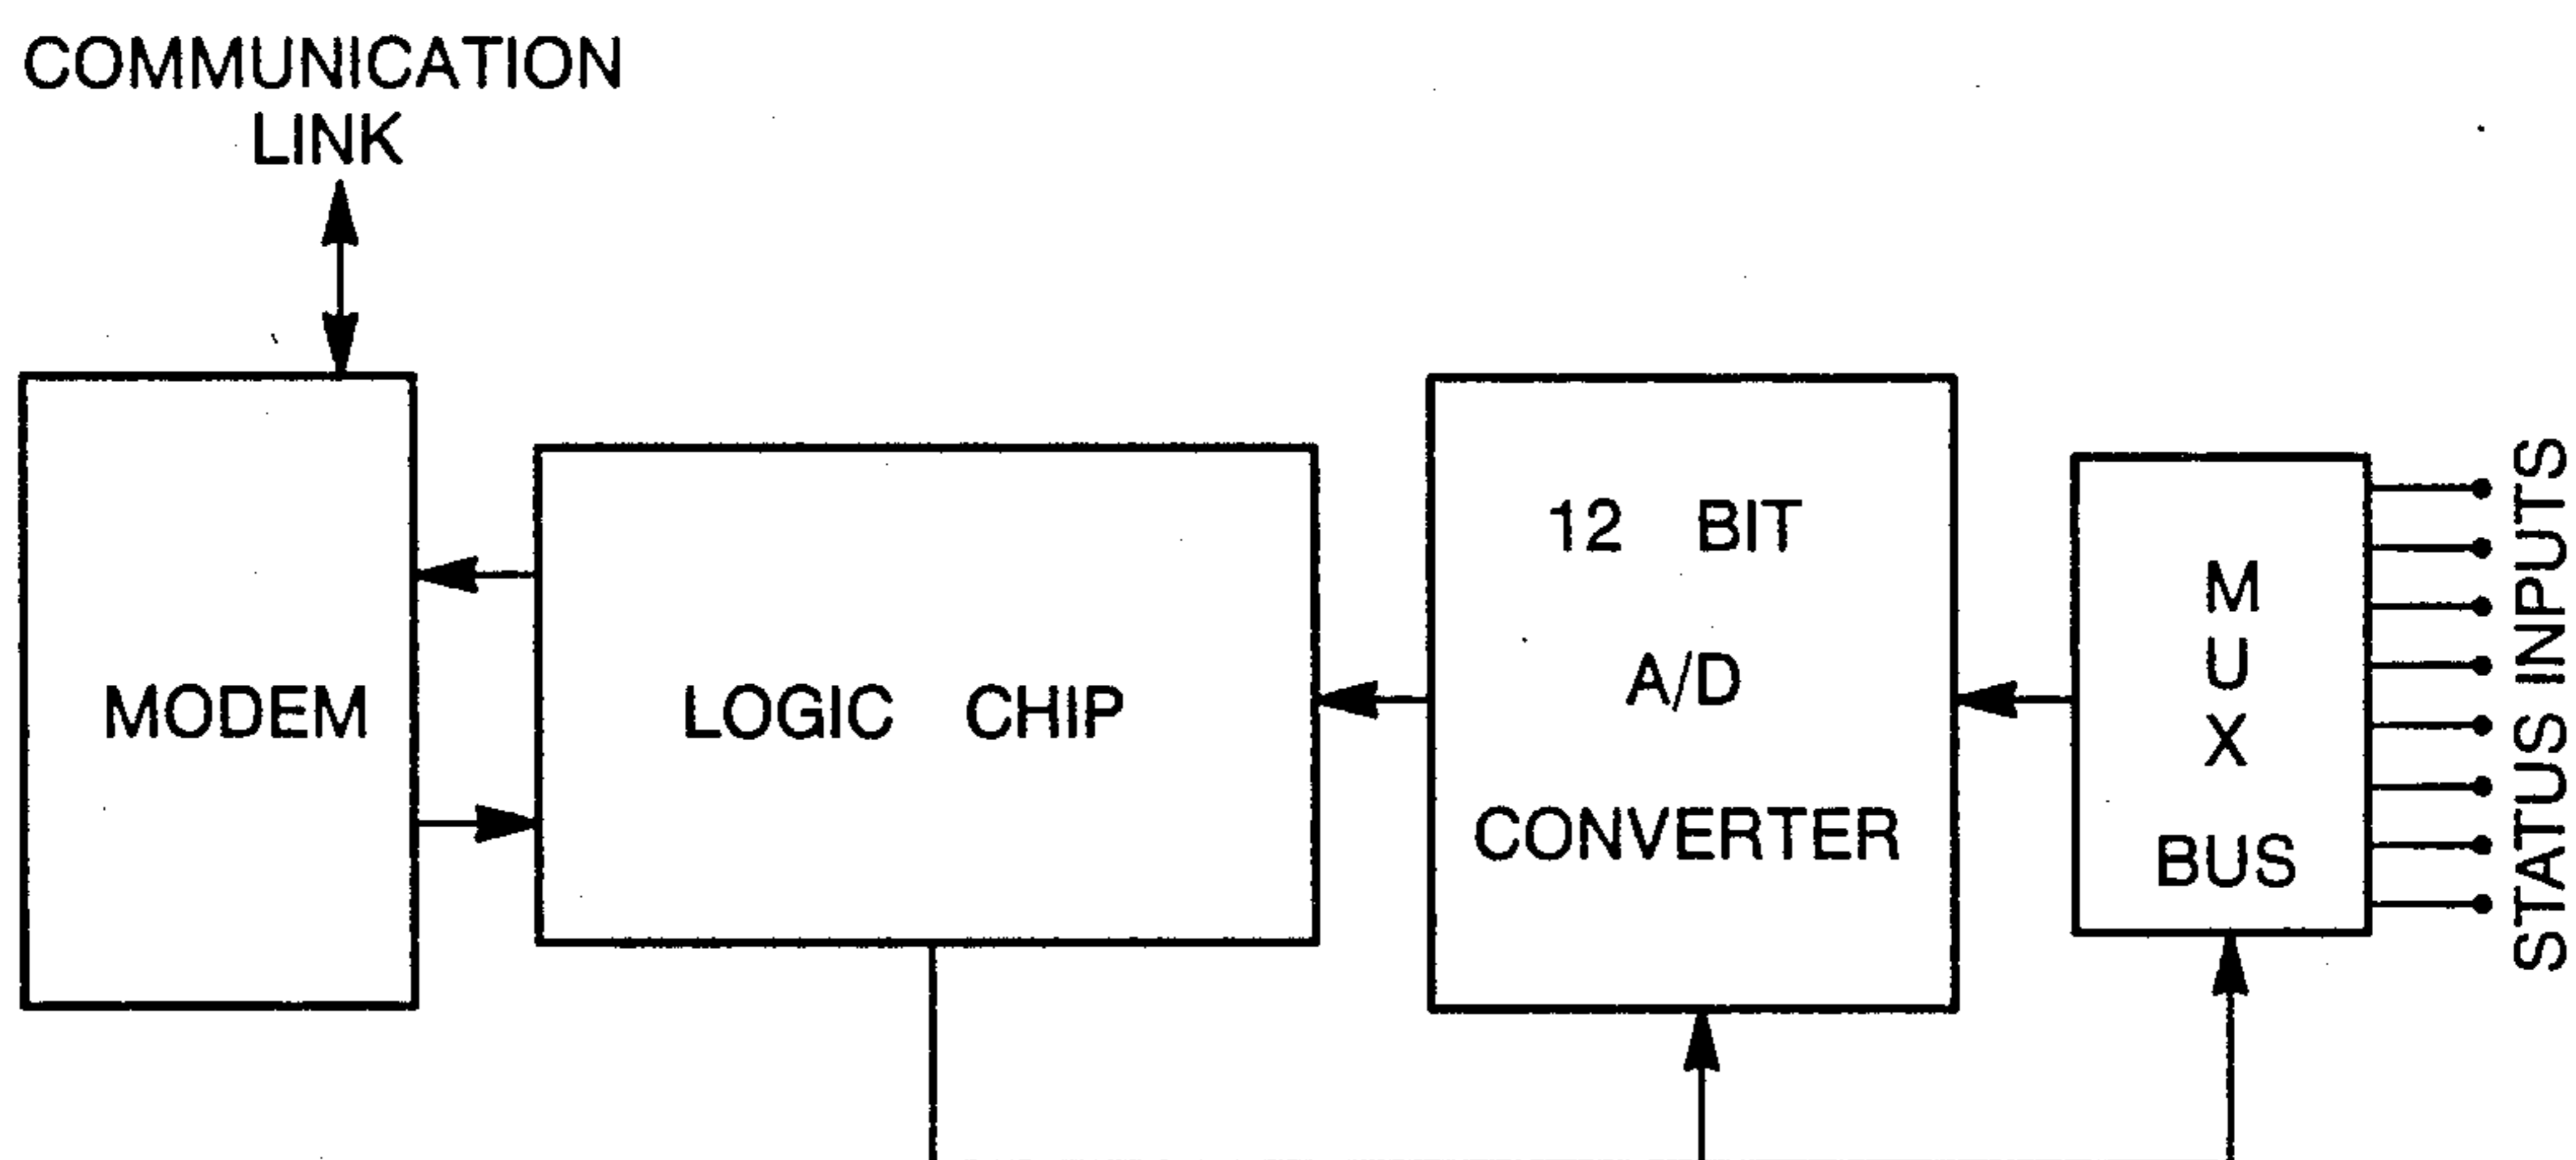 COMMUNICATION
LINK
MODEM
LOGIC CHIP
12 BIT
A/D
CONVERTER
M
U
X
BUS
STATUS INPUTS